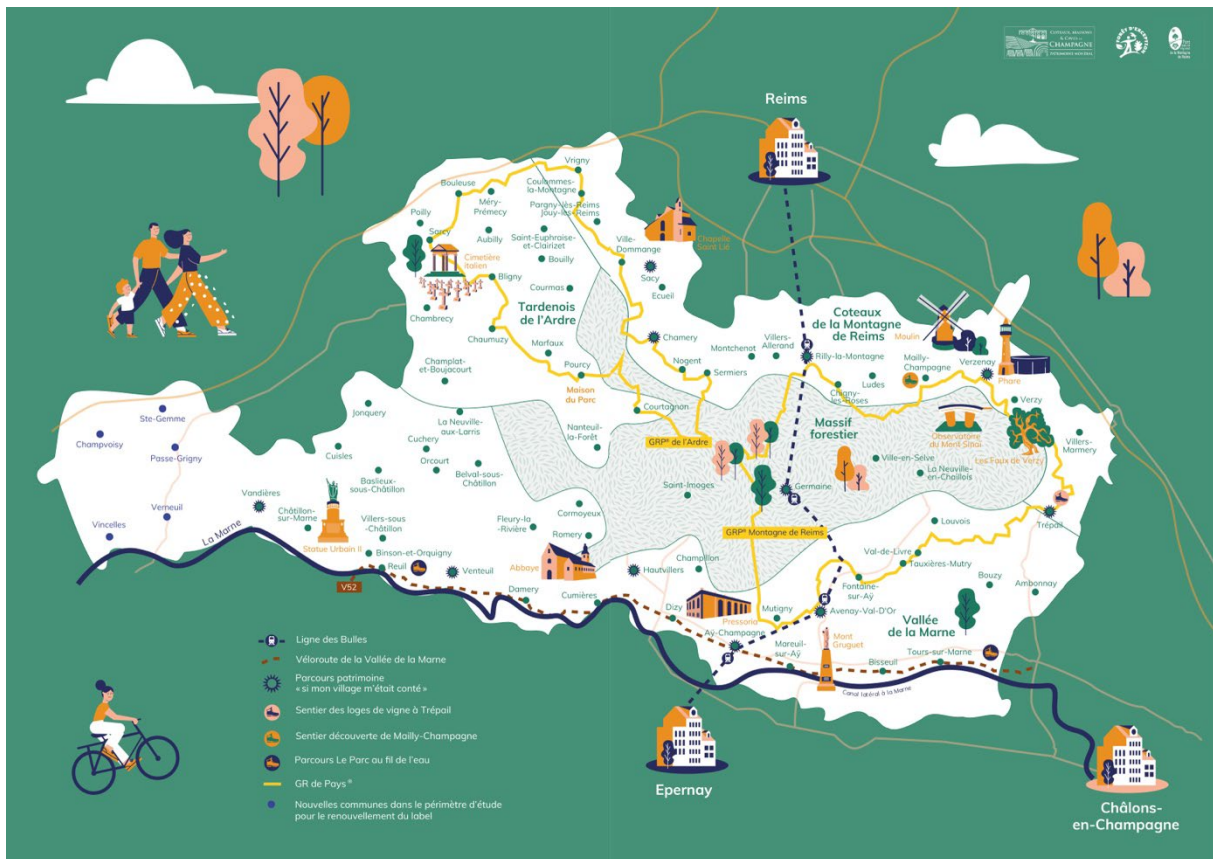 COTEAUX, MAISONS
& CAVES DE
CHAMPAGNE
PATRIMOINE MONDIAL
FORÊT D'EXCEPTION
Reims
Vrigny
Bouleuse
Coulommes-
la-Montagne
Méry-
Prémecy
Pargny-lès-Reims
Jouy-lès-Reims
Poilly
Sarcy
Aubilly
Saint-Euphraise-
et-Clairizet
Ville-
Dommange
Chapelle
Saint Lié
Cimetière
italien
Bouilly
Sacy
Bligny
Courmas
Ecueil
Chambrecy
Tardenois
de l'Ardre
Coteaux
de la Montagne
de Reims
Chaumuzy
Marfaux
Chamery
Montchenot
Villers-
Allerand
Moulin
Verzenay
Rilly-la-Montagne
Mailly-
Champagne
Phare
Champlat-
et-Boujacourt
Pourcy
Nogent
Sermiers
Ludes
Chigny-
les-Roses
Maison
du Parc
Verzy
Courtagnon
Ste-Gemme
Jonquery
La Neuville-
aux-Larris
Nanteuil-
la-Forêt
GRP® de l'Ardre
Massif
forestier
Observatoire
du Mont Sinaï
Villers-
Marmery
Champvoisy
Passe-Grigny
Cuchery
Cuisles
Orcourt
Belval-sous-
Châtillon
Baslieux-
sous-Châtillon
Ville-en-Selve
Les Faux de Verzy
La Neuville-
en-Chaillois
Saint-Imoges
Germaine
Vandières
Verneuil
Châtillon-
sur-Marne
Villers-sous
-Châtillon
Cormoyeux
Fleury-la-
Rivière
Romery
GRP® Montagne de Reims
Louvois
Trépail
Vincelles
La Marne
Statue Urbain II
Binson-et-Orquigny
Reuil
Venteuil
Abbaye
Hautvillers
Champillon
Val-de-Livre
Tauxières-Mutry
Fontaine-
sur-Aÿ
Bouzy
Ambonnay
V52
Damery
Cumières
Dizy
Pressoria
Mutigny
Avenay-Val-D'Or
Vallée
de la Marne
Aÿ-Champagne
Mareuil-
sur-Aÿ
Mont
Gruguet
Bisseuil
Tours-sur-Marne
Canal latéral à la Marne
Ligne des Bulles
Véloroute de la Vallée de la Marne
Parcours patrimoine
« si mon village m'était conté »
Sentier des loges de vigne à Trépail
Sentier découverte de Mailly-Champagne
Parcours Le Parc au fil de l'eau
GR de Pays®
Nouvelles communes dans le périmètre d'étude
pour le renouvellement du label
Epernay
Châlons-
en-Champagne